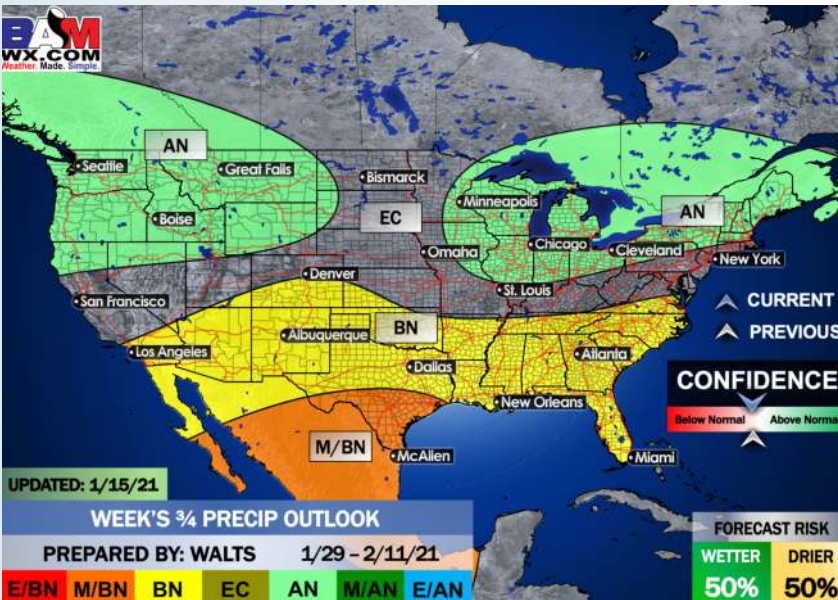 BAM
WX.COM
Weather. Made. Simple.
AN
Seattle
Great Falls
Bismarck
Boise
EC
Minneapolis
AN
Omaha
Chicago
Cleveland
New York
Denver
St. Louis
San Francisco
CURRENT
PREVIOUS
BN
Albuquerque
Los Angeles
Dallas
Atlanta
CONFIDENCE
Below Normal
Above Norma
New Orleans
M/BN
McAllen
Miami
UPDATED: 1/15/21
WEEK'S ¾ PRECIP OUTLOOK
PREPARED BY: WALTS 1/29 – 2/11/21
E/BN M/BN BN EC AN M/AN E/AN
FORECAST RISK
WETTER DRIER
50% 50%